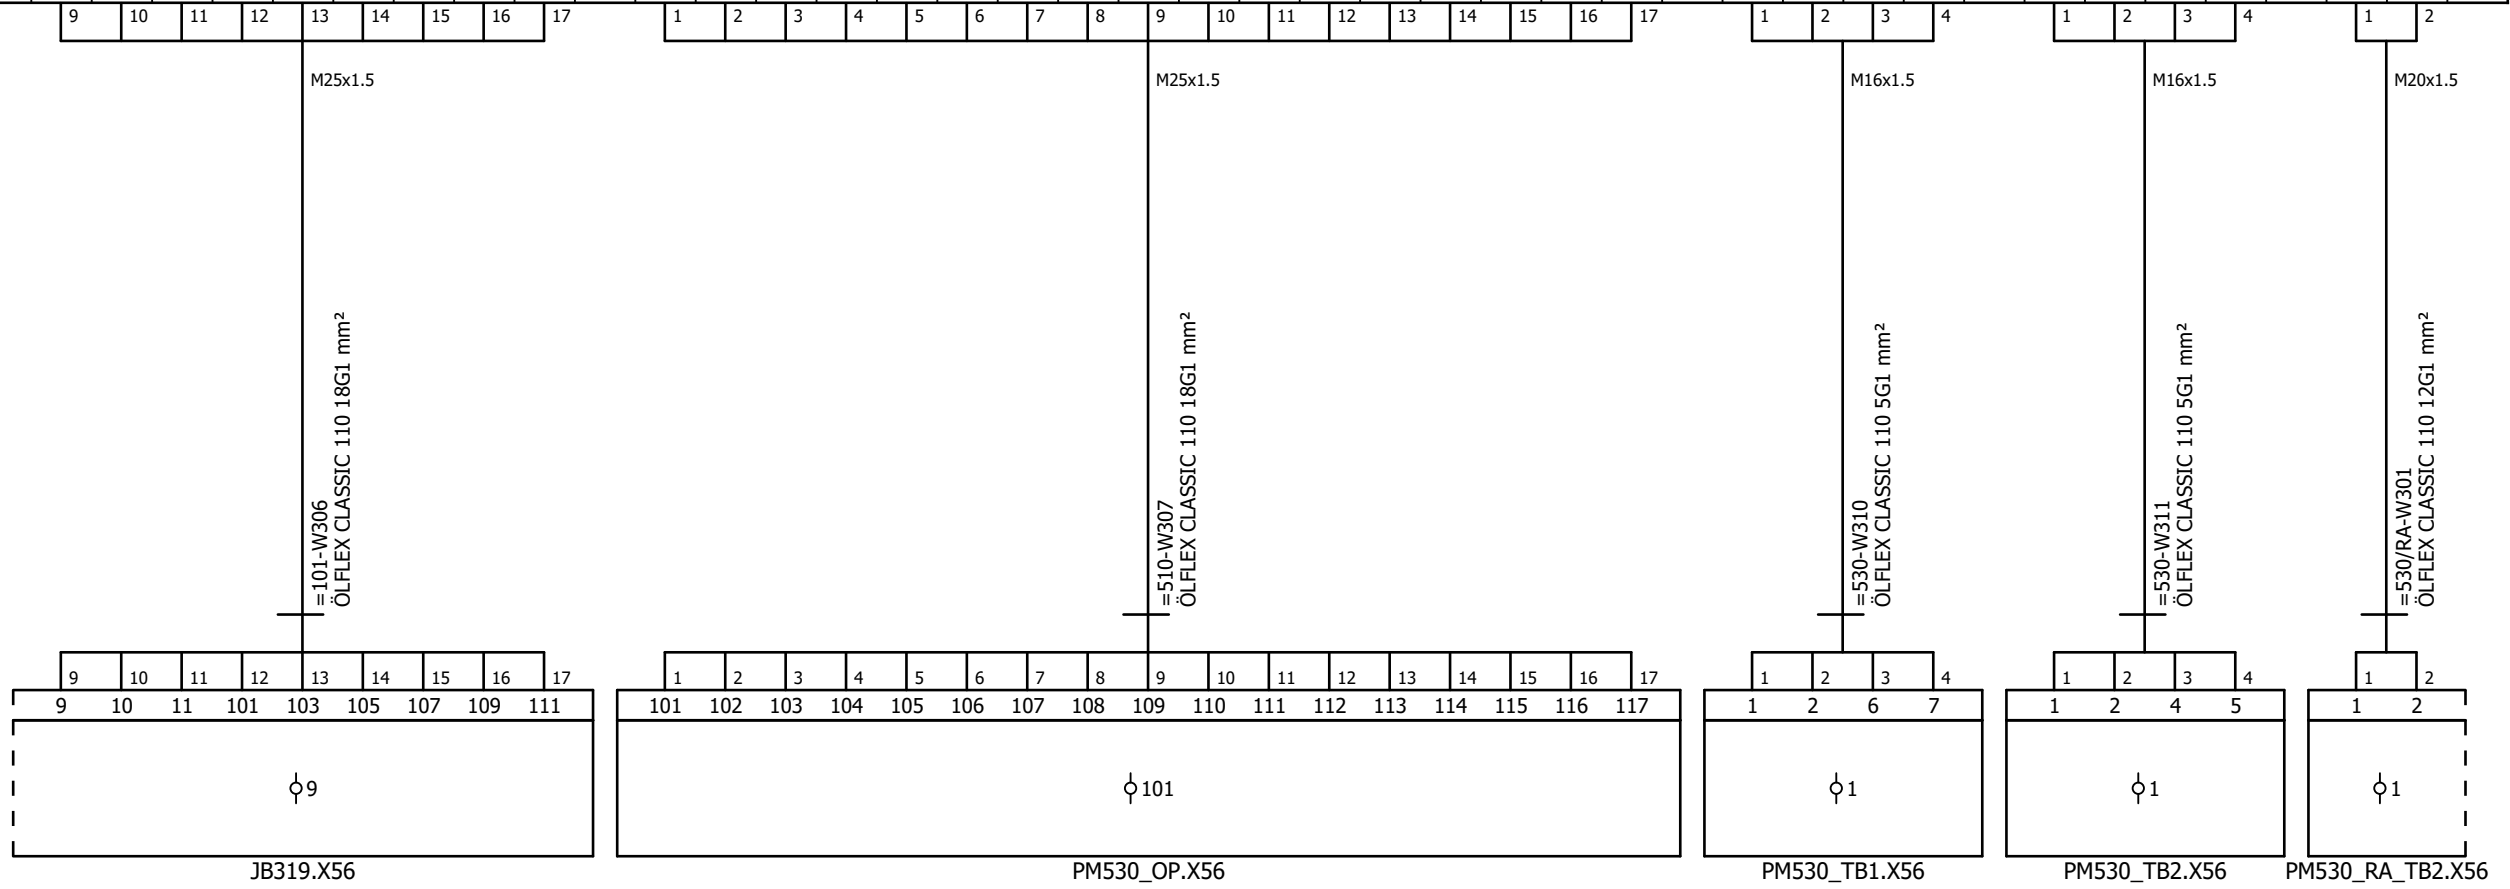 9 10 11 12 13 14 15 16 17 1 2 3 4 5 6 7 8 9 10 11 12 13 14 15 16 17 1 2 3 4 1 2 3 4 1 2
M25x1.5 M25x1.5 M16x1.5 M16x1.5 M20x1.5
=101-W306
ÖLFLEX CLASSIC 110 18G1 mm²
=510-W307
ÖLFLEX CLASSIC 110 18G1 mm²
=530-W310
ÖLFLEX CLASSIC 110 5G1 mm²
=530-W311
ÖLFLEX CLASSIC 110 5G1 mm²
=530/RA-W301
ÖLFLEX CLASSIC 110 12G1 mm²
9 10 11 12 13 14 15 16 17 1 2 3 4 5 6 7 8 9 10 11 12 13 14 15 16 17 1 2 3 4 1 2 3 4 1 2
9 10 11 101 103 105 107 109 111 101 102 103 104 105 106 107 108 109 110 111 112 113 114 115 116 117 1 2 6 7 1 2 4 5 1 2
9 101 1 1 1
JB319.X56 PM530_OP.X56 PM530_TB1.X56 PM530_TB2.X56 PM530_RA_TB2.X56